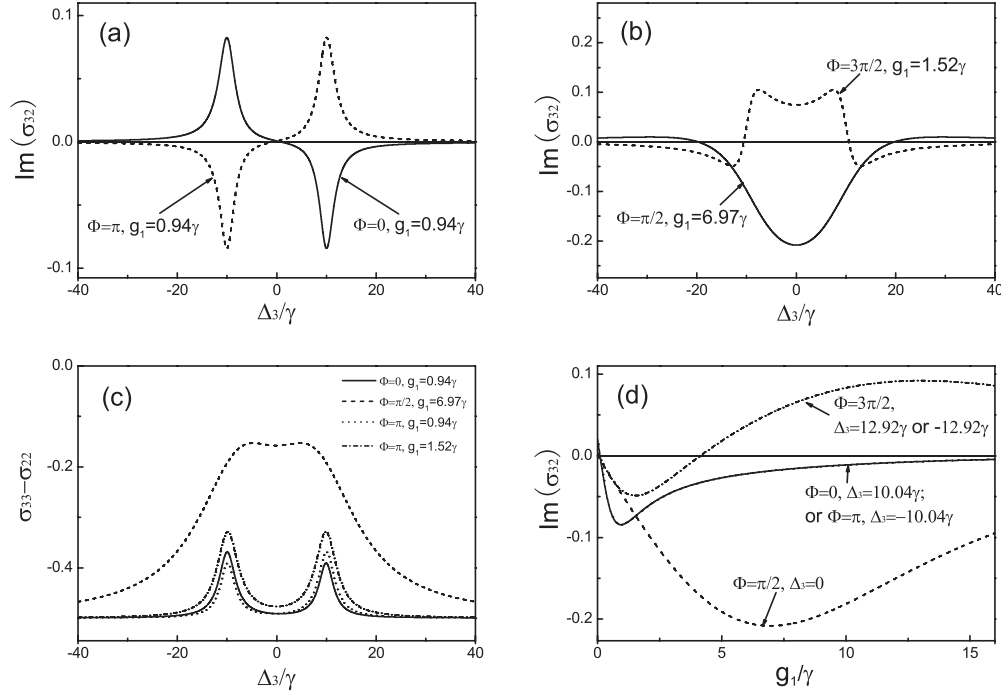 (a)
0.1
0.0
-0.1
Im (σ₃₂)
Φ=π, g₁=0.94γ
Φ=0, g₁=0.94γ
-40 -20 0 20 40
Δ₃/γ
(b)
0.2
0.1
0.0
-0.1
-0.2
Im (σ₃₂)
Φ=3π/2, g₁=1.52γ
Φ=π/2, g₁=6.97γ
-40 -20 0 20 40
Δ₃/γ
(c)
0.0
-0.2
-0.4
σ₃₃−σ₂₂
Φ=0, g₁=0.94γ
Φ=π/2, g₁=6.97γ
Φ=π, g₁=0.94γ
Φ=π, g₁=1.52γ
-40 -20 0 20 40
Δ₃/γ
(d)
0.1
0.0
-0.1
-0.2
Im (σ₃₂)
Φ=3π/2,
Δ₃=12.92γ or -12.92γ
Φ=0, Δ₃=10.04γ;
or Φ=π, Δ₃=−10.04γ
Φ=π/2, Δ₃=0
0 5 10 15
g₁/γ